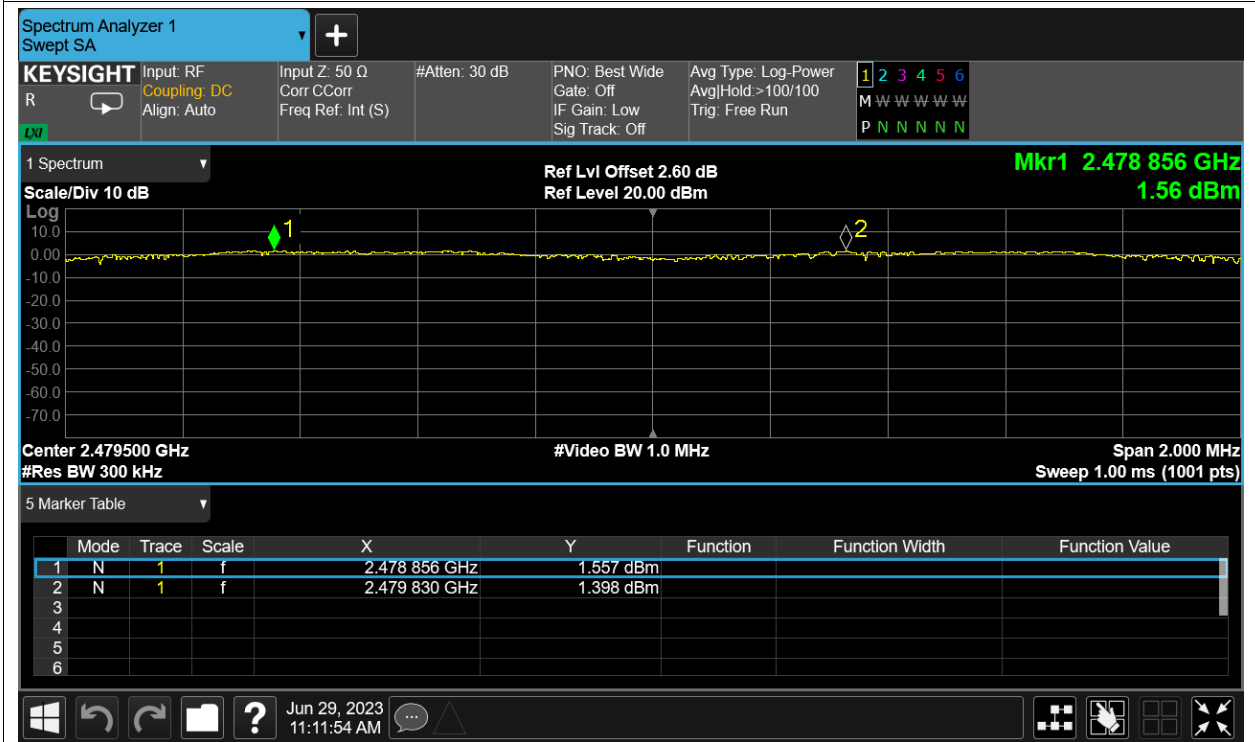 Spectrum Analyzer 1
Swept SA
+
KEYSIGHT Input: RF Input Z: 50 Ω #Atten: 30 dB PNO: Best Wide Avg Type: Log-Power 1 2 3 4 5 6
R Coupling: DC Corr CCorr Gate: Off Avg|Hold:>100/100 M W W W W W
Align: Auto Freq Ref: Int (S) IF Gain: Low Trig: Free Run
LXI Sig Track: Off P N N N N N
1 Spectrum Ref Lvl Offset 2.60 dB Mkr1 2.478 856 GHz
Scale/Div 10 dB Ref Level 20.00 dBm 1.56 dBm
Log
10.0 1 2
0.00
-10.0
-20.0
-30.0
-40.0
-50.0
-60.0
-70.0
Center 2.479500 GHz #Video BW 1.0 MHz Span 2.000 MHz
#Res BW 300 kHz Sweep 1.00 ms (1001 pts)
5 Marker Table
Mode Trace Scale X Y Function Function Width Function Value
1 N 1 f 2.478 856 GHz 1.557 dBm
2 N 1 f 2.479 830 GHz 1.398 dBm
3
4
5
6
? Jun 29, 2023
11:11:54 AM